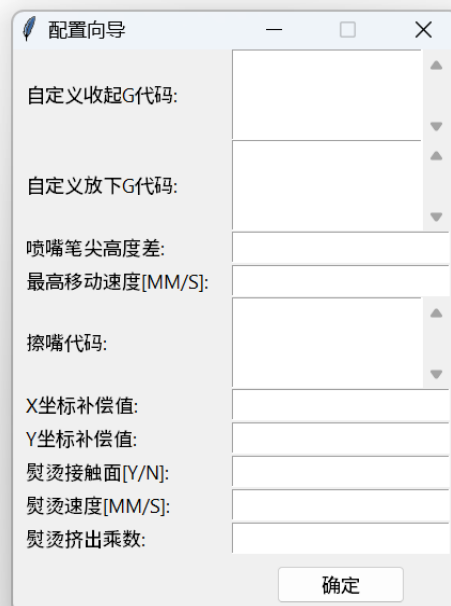 配置向导
自定义收起G代码:
自定义放下G代码:
喷嘴笔尖高度差:
最高移动速度[MM/S]:
擦嘴代码:
X坐标补偿值:
Y坐标补偿值:
熨烫接触面[Y/N]:
熨烫速度[MM/S]:
熨烫挤出乘数:
确定